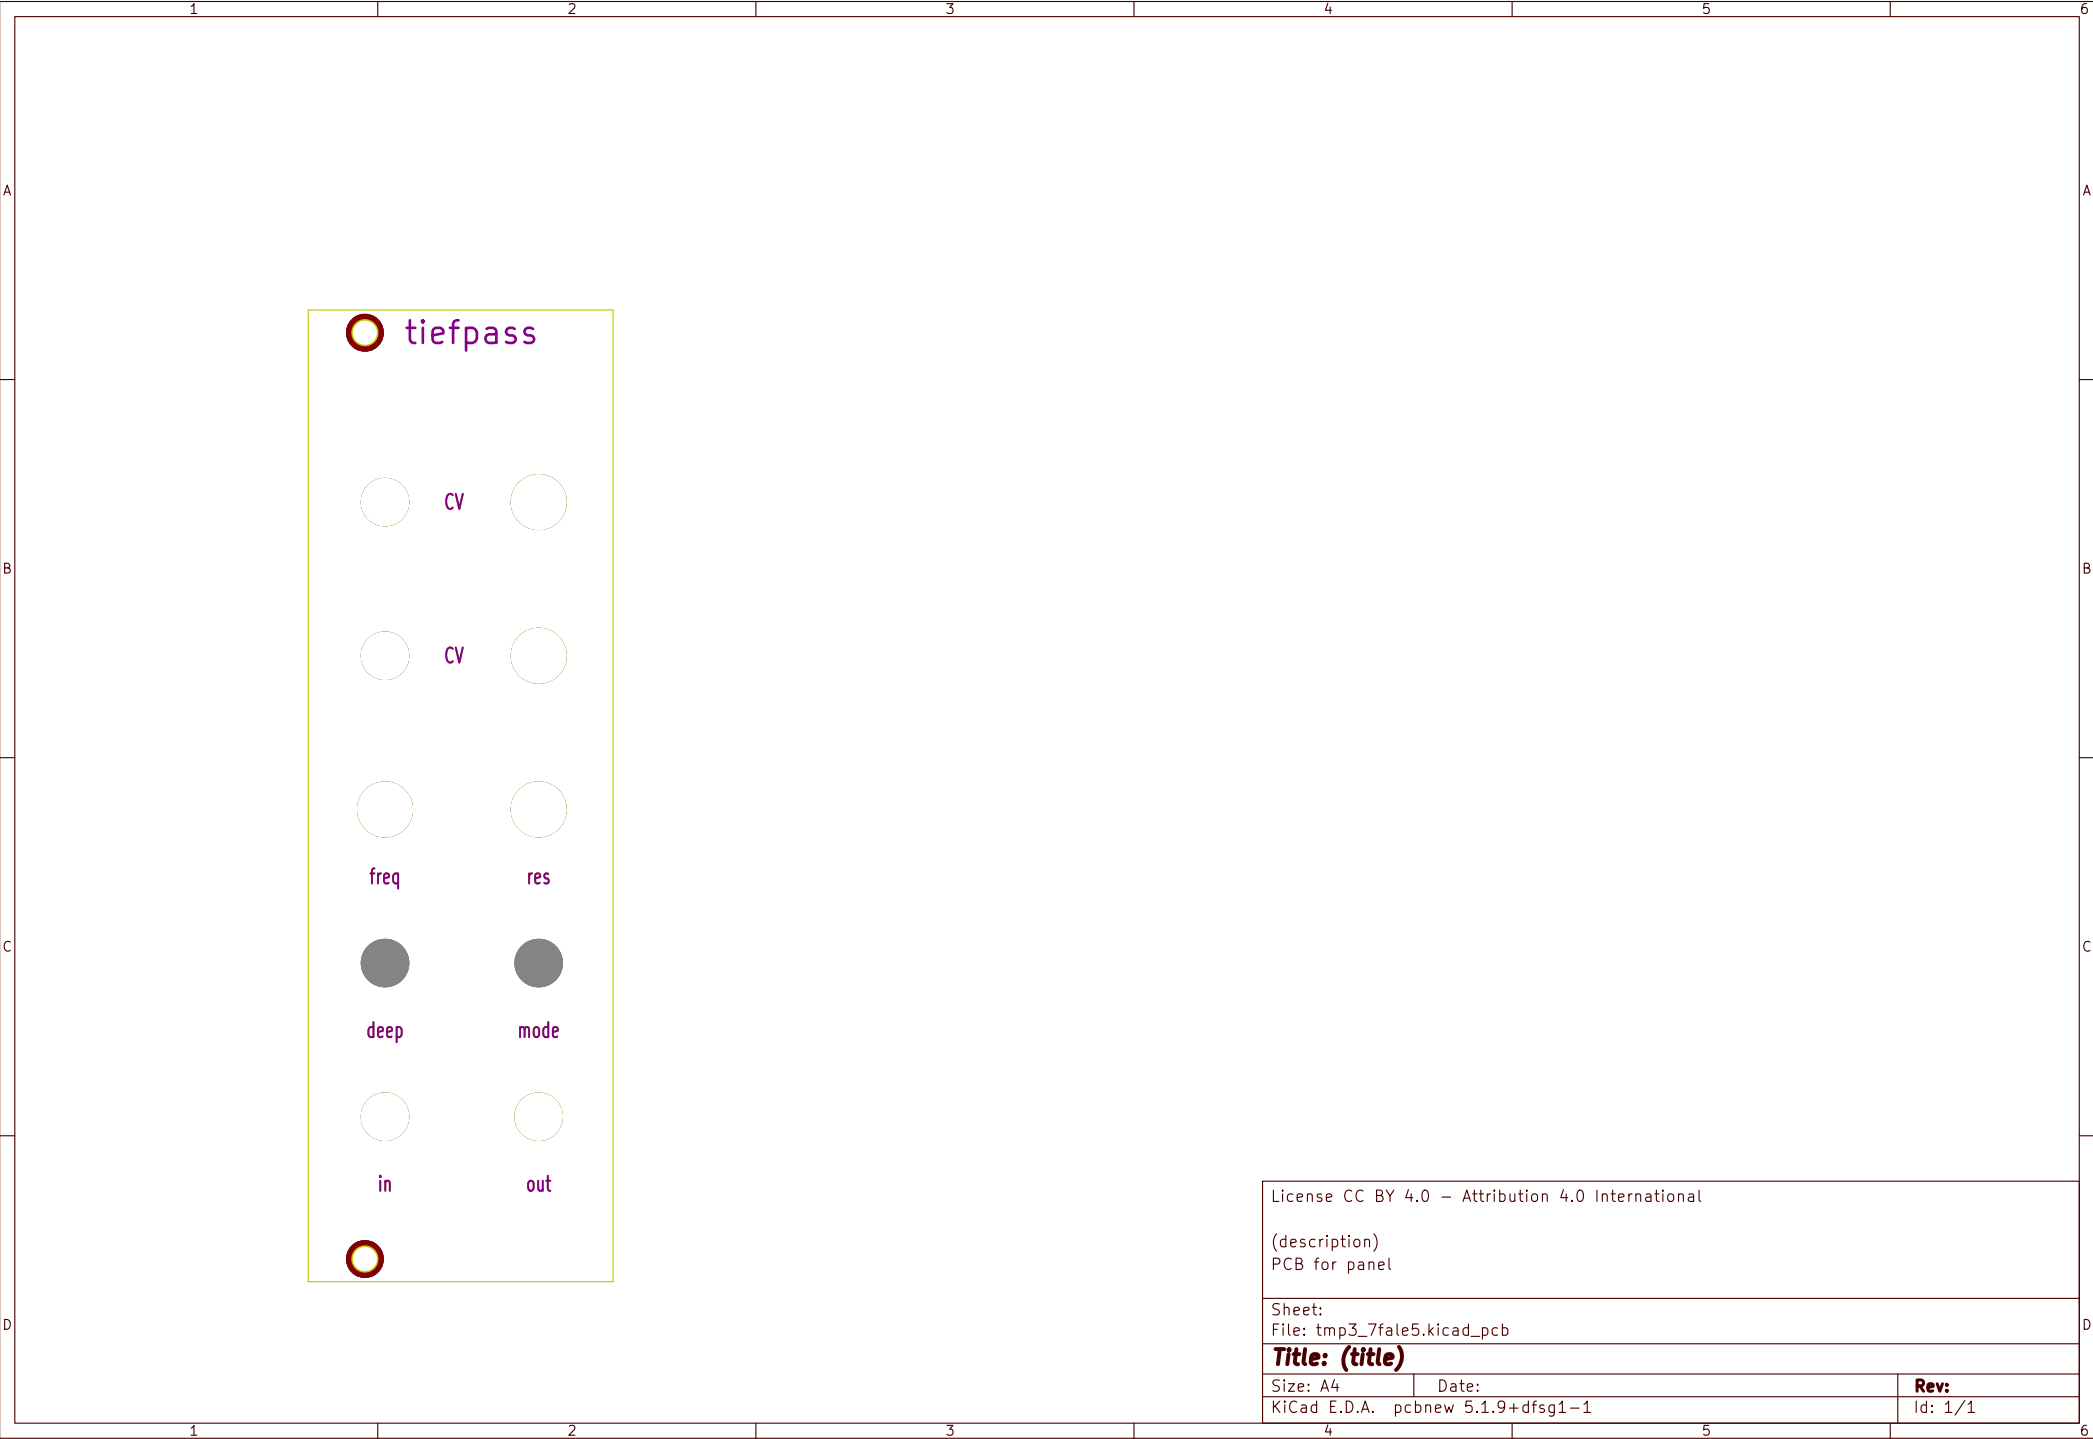 1 2 3 4 5 6
A A
tiefpass
CV
CV
B B
freq res
C C
deep mode
in out
License CC BY 4.0 – Attribution 4.0 International
(description)
PCB for panel
Sheet:
File: tmp3_7fale5.kicad_pcb
D D
Title: (title)
Size: A4 Date: Rev:
KiCad E.D.A. pcbnew 5.1.9+dfsg1-1 Id: 1/1
1 2 3 4 5 6